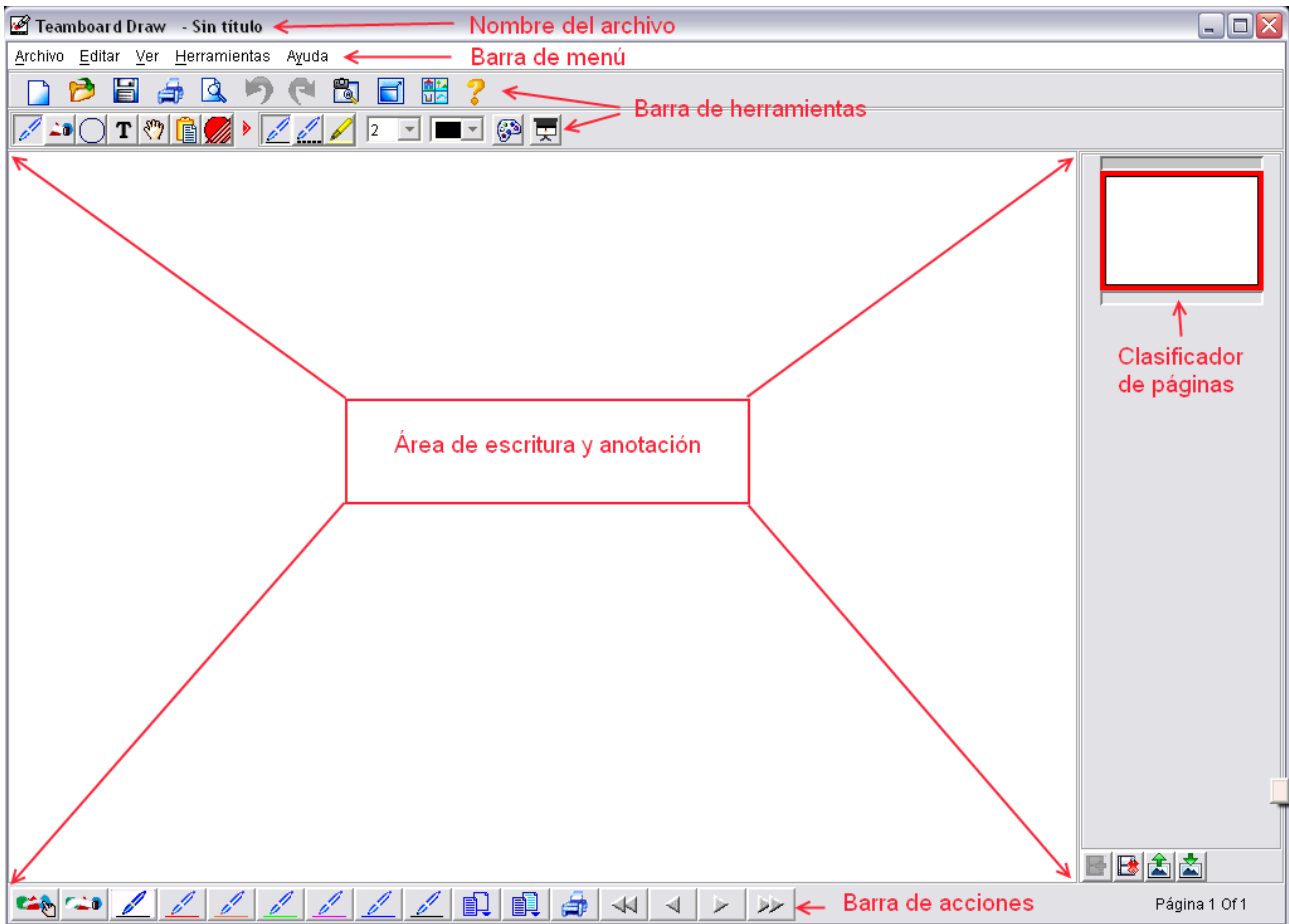 Teamboard Draw - Sin título
Nombre del archivo
Archivo Editar Ver Herramientas Ayuda
Barra de menú
Barra de herramientas
T 2
Clasificador
de páginas
Área de escritura y anotación
Barra de acciones
Página 1 Of 1